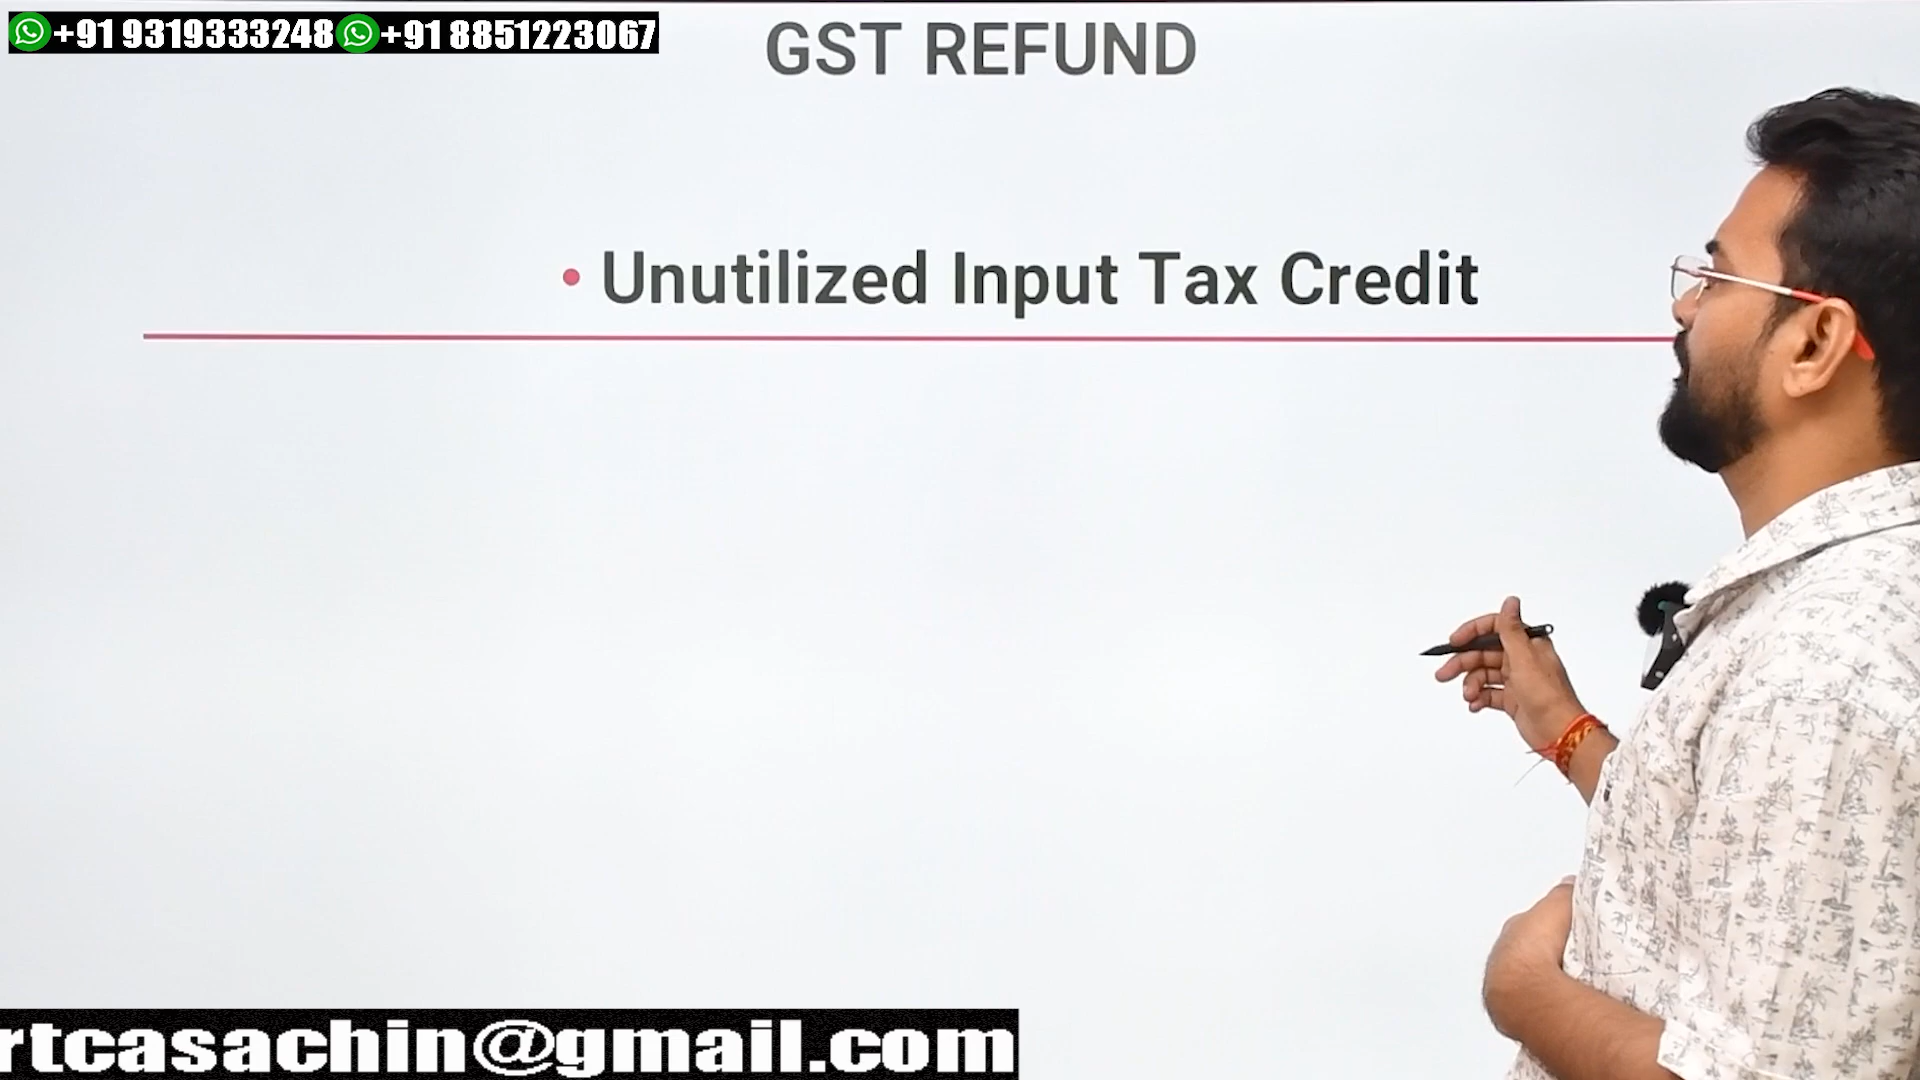 +91 9319333248 +91 8851223067
GST REFUND
• Unutilized Input Tax Credit
rtcasachin@gmail.com